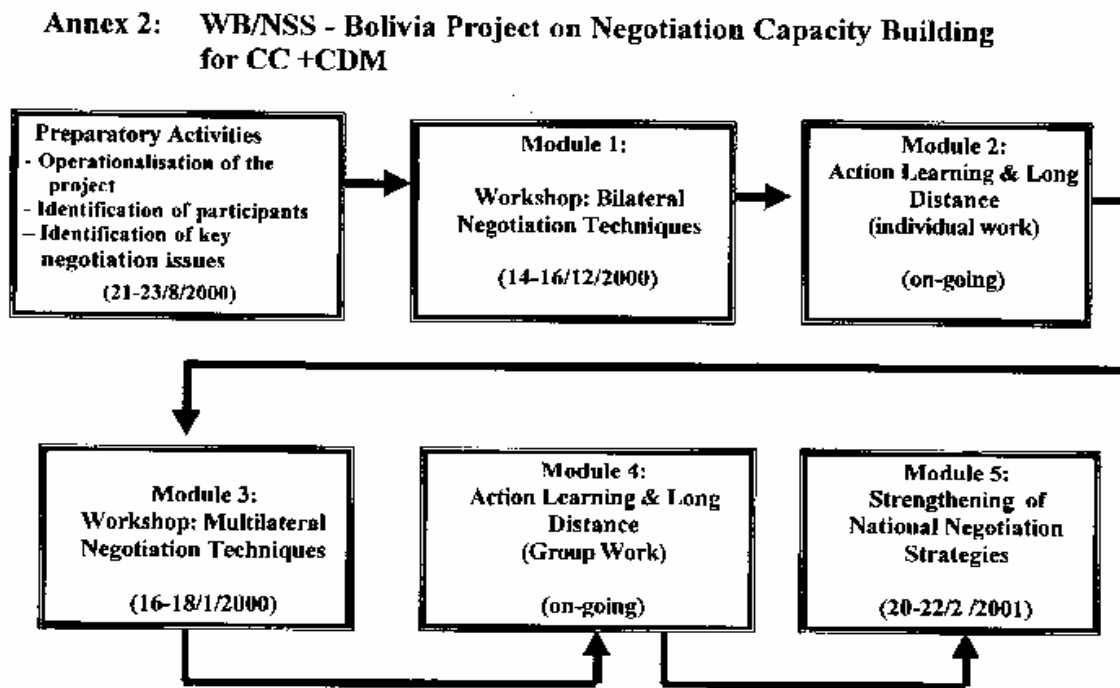 Annex 2: WB/NSS - Bolivia Project on Negotiation Capacity Building
for CC +CDM
Preparatory Activities
- Operationalisation of the
project
- Identification of participants
– Identification of key
negotiation issues
(21-23/8/2000)
Module 1:
Workshop: Bilateral
Negotiation Techniques
(14-16/12/2000)
Module 2:
Action Learning & Long
Distance
(individual work)
(on-going)
Module 3:
Workshop: Multilateral
Negotiation Techniques
(16-18/1/2000)
Module 4:
Action Learning & Long
Distance
(Group Work)
(on-going)
Module 5:
Strengthening of
National Negotiation
Strategies
(20-22/2 /2001)